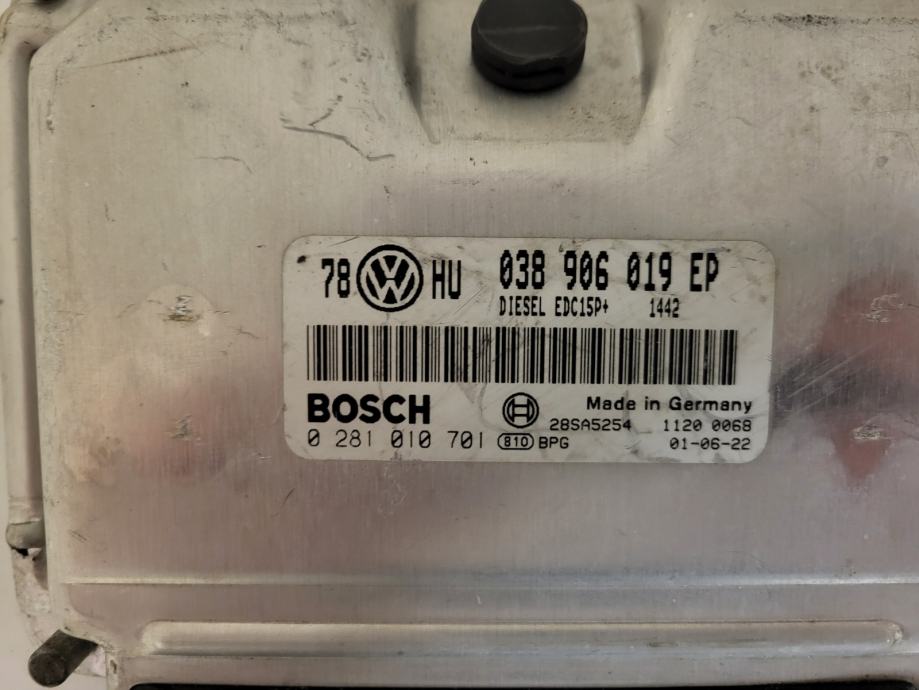 78 VW HU 038 906 019 EP
DIESEL EDC15P+ 1442
BOSCH Made in Germany
28SA5254 1120 0068
0 281 010 701 810 BPG 01-06-22